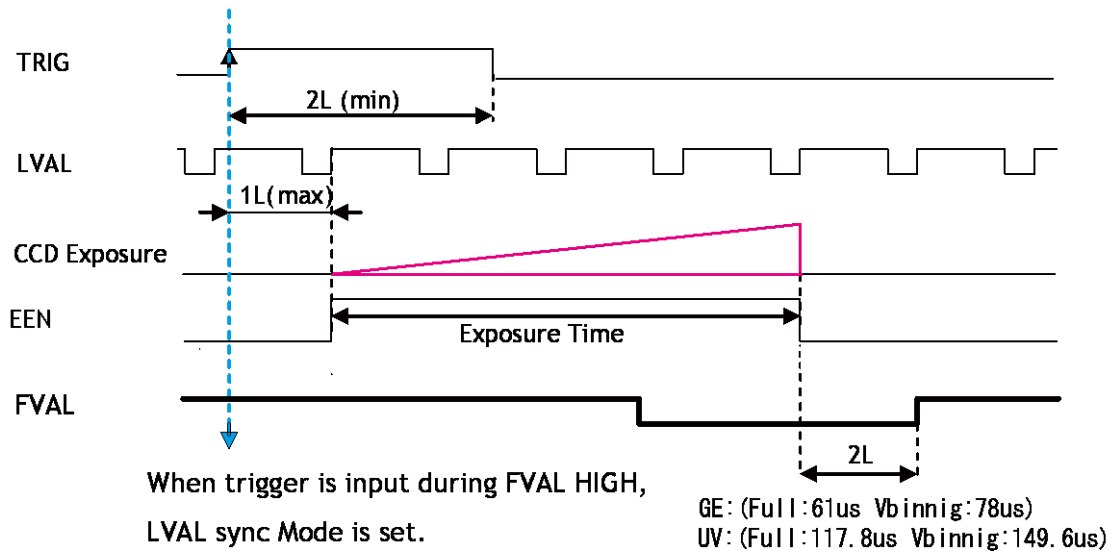 TRIG
2L (min)
LVAL
1L(max)
CCD Exposure
EEN
Exposure Time
FVAL
2L
When trigger is input during FVAL HIGH,
LVAL sync Mode is set.
GE:(Full:61us Vbinnig:78us)
UV:(Full:117.8us Vbinnig:149.6us)